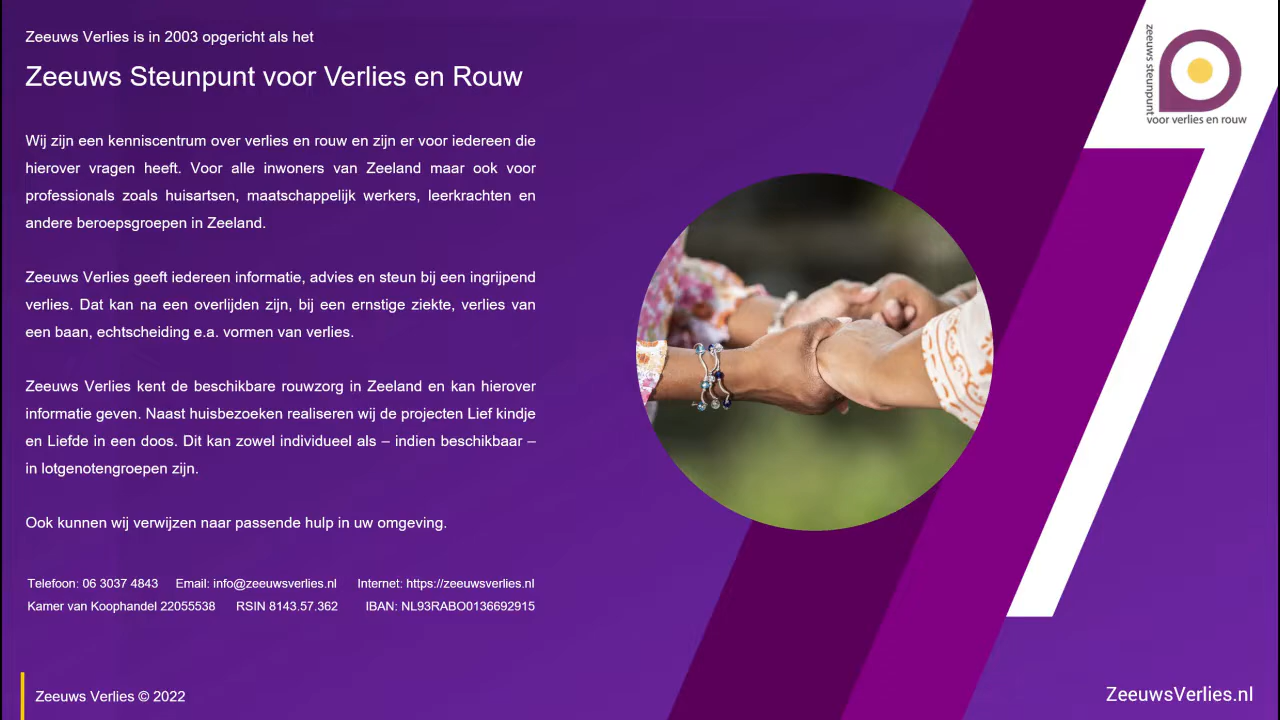 Zeeuws Verlies is in 2003 opgericht als het
Zeeuws Steunpunt voor Verlies en Rouw
Wij zijn een kenniscentrum over verlies en rouw en zijn er voor iedereen die
hierover vragen heeft. Voor alle inwoners van Zeeland maar ook voor
professionals zoals huisartsen, maatschappelijk werkers, leerkrachten en
andere beroepsgroepen in Zeeland.
Zeeuws Verlies geeft iedereen informatie, advies en steun bij een ingrijpend
verlies. Dat kan na een overlijden zijn, bij een ernstige ziekte, verlies van
een baan, echtscheiding e.a. vormen van verlies.
Zeeuws Verlies kent de beschikbare rouwzorg in Zeeland en kan hierover
informatie geven. Naast huisbezoeken realiseren wij de projecten Lief kindje
en Liefde in een doos. Dit kan zowel individueel als – indien beschikbaar –
in lotgenotengroepen zijn.
Ook kunnen wij verwijzen naar passende hulp in uw omgeving.
Telefoon: 06 3037 4843 Email: info@zeeuwsverlies.nl Internet: https://zeeuwsverlies.nl
Kamer van Koophandel 22055538 RSIN 8143.57.362 IBAN: NL93RABO0136692915
Zeeuws Verlies © 2022
zeeuws steunpunt
voor verlies en rouw
ZeeuwsVerlies.nl